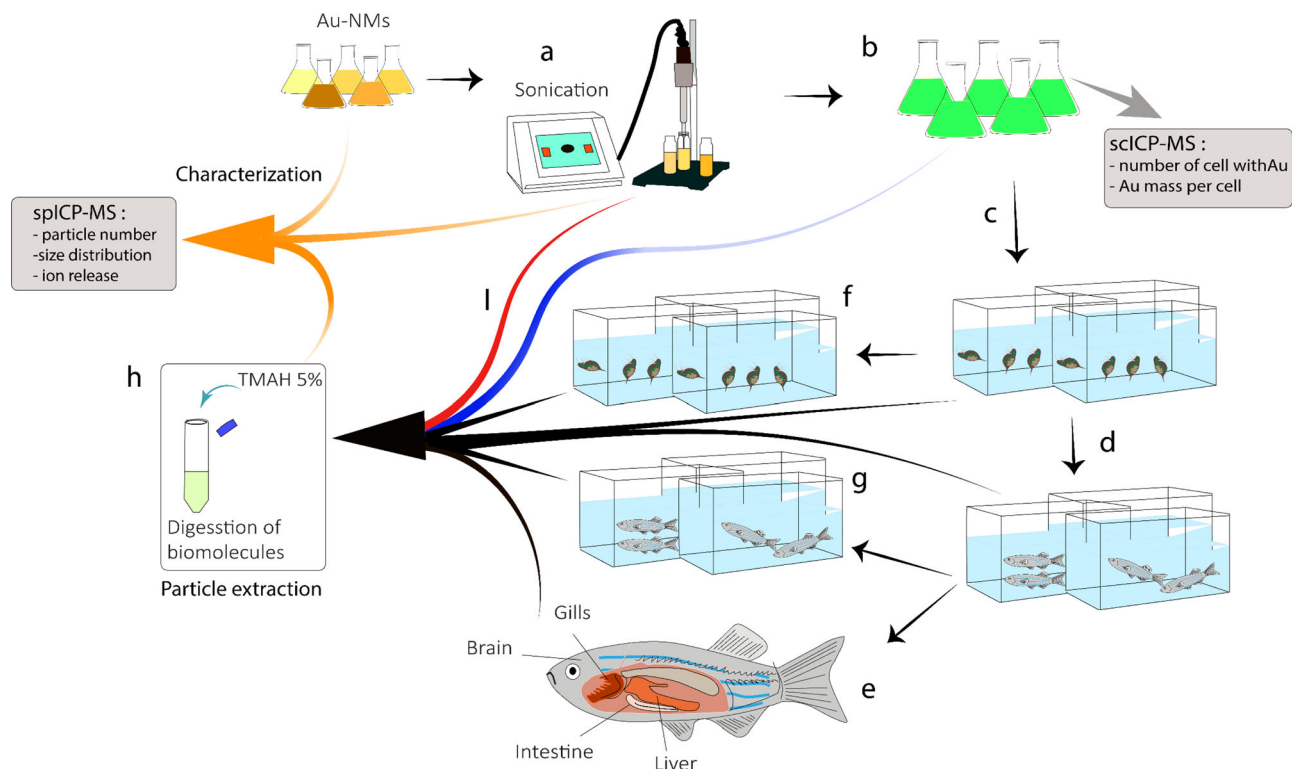 Au-NMs
a
Sonication
b
scICP-MS :
- number of cell withAu
- Au mass per cell
Characterization
spICP-MS :
- particle number
-size distribution
- ion release
c
I
f
h
TMAH 5%
Digesstion of
biomolecules
Particle extraction
d
g
Gills
Brain
e
Intestine
Liver